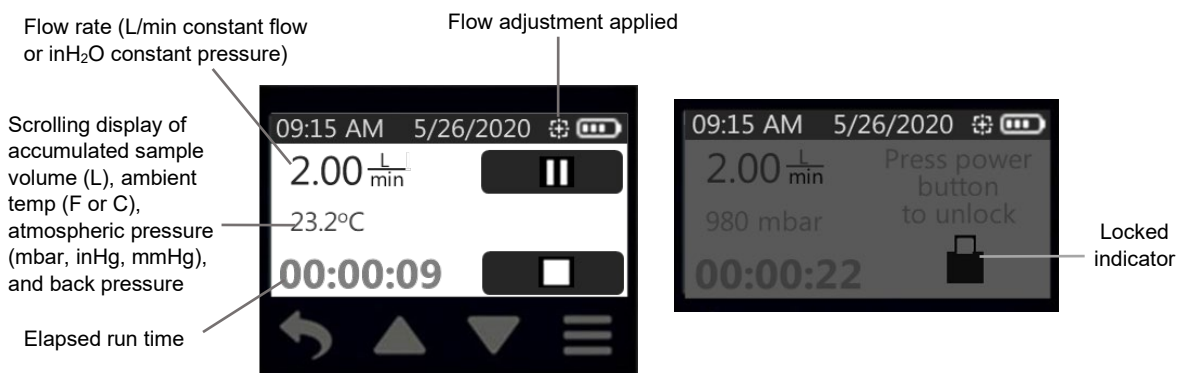 Flow rate (L/min constant flow
or inH₂O constant pressure)
Flow adjustment applied
Scrolling display of
accumulated sample
volume (L), ambient
temp (F or C),
atmospheric pressure
(mbar, inHg, mmHg),
and back pressure
Elapsed run time
09:15 AM 5/26/2020
2.00 L/min
23.2ºC
00:00:09
09:15 AM 5/26/2020
2.00 L/min
Press power
button
to unlock
980 mbar
00:00:22
Locked
indicator